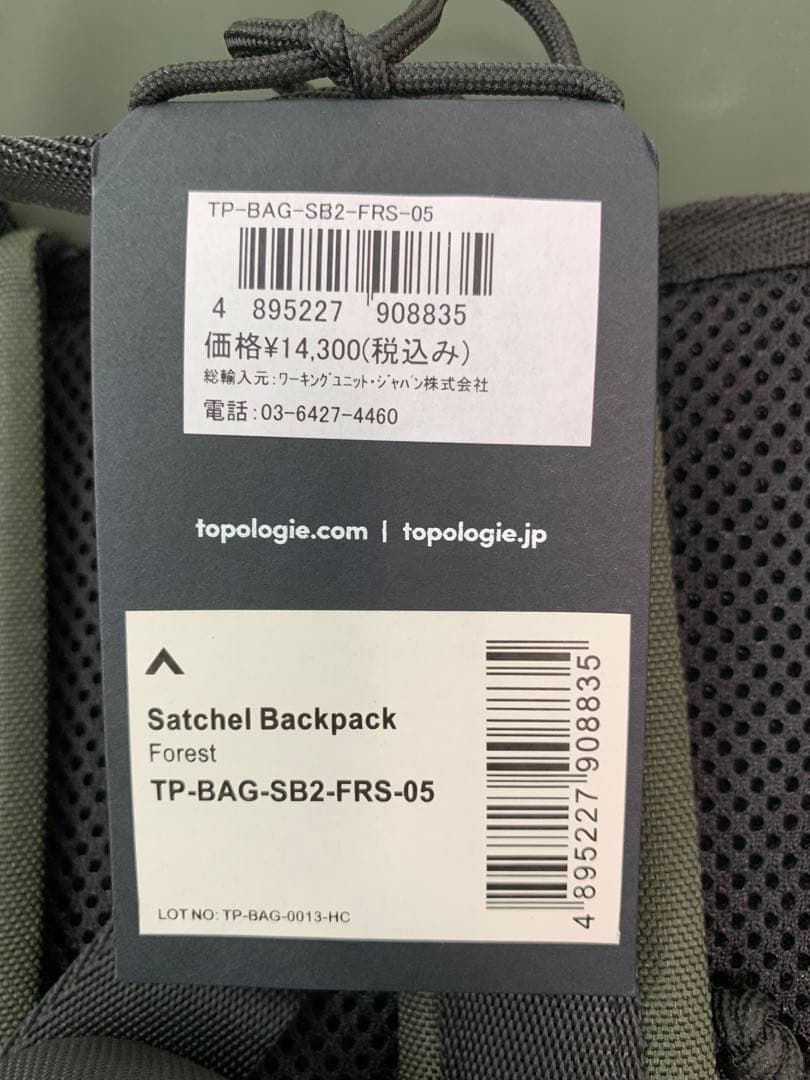 TP-BAG-SB2-FRS-05
4 895227 908835
価格¥14,300(税込み)
総輸入元:ワーキングユニット・ジャパン株式会社
電話:03-6427-4460
topologie.com | topologie.jp
Satchel Backpack
Forest
TP-BAG-SB2-FRS-05
LOT NO: TP-BAG-0013-HC
4 895227 908835